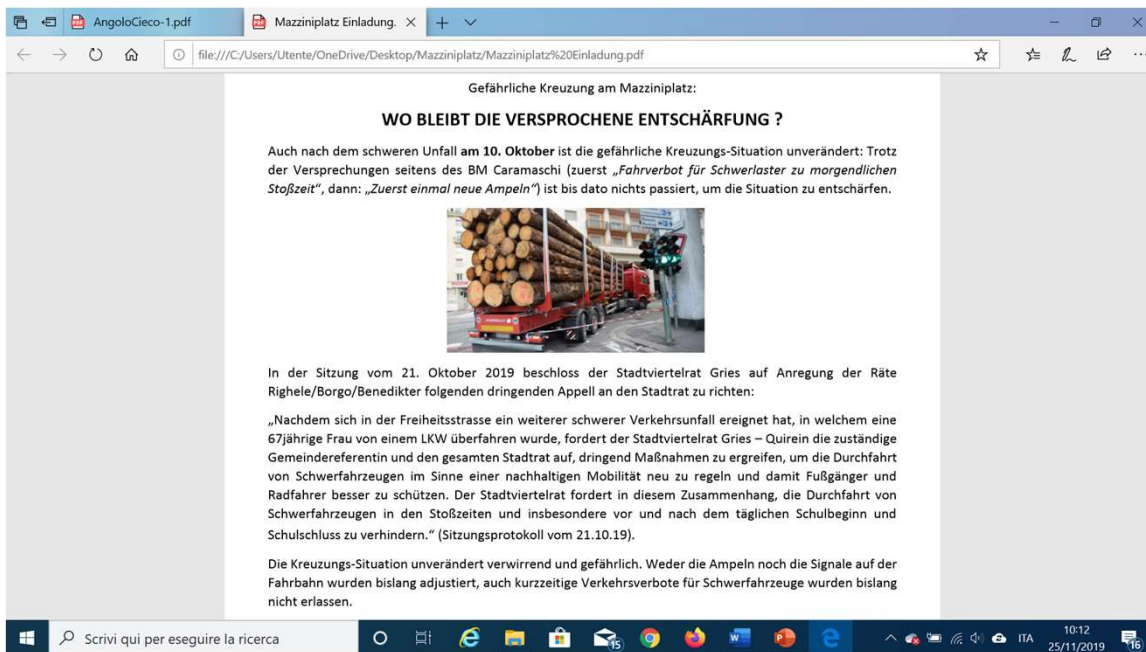 AngoloCieco-1.pdf
Mazziniplatz Einladung.
file:///C:/Users/Utente/OneDrive/Desktop/Mazziniplatz/Mazziniplatz%20Einladung.pdf
Gefährliche Kreuzung am Mazziniplatz:
WO BLEIBT DIE VERSPROCHENE ENTSCHÄRFUNG ?
Auch nach dem schweren Unfall am 10. Oktober ist die gefährliche Kreuzungs-Situation unverändert: Trotz
der Versprechungen seitens des BM Caramaschi (zuerst „Fahrverbot für Schwerlaster zu morgendlichen
Stoßzeit“, dann: „Zuerst einmal neue Ampeln“) ist bis dato nichts passiert, um die Situation zu entschärfen.
In der Sitzung vom 21. Oktober 2019 beschloss der Stadtviertelrat Gries auf Anregung der Räte
Righele/Borgo/Benedikter folgenden dringenden Appell an den Stadtrat zu richten:
„Nachdem sich in der Freiheitsstrasse ein weiterer schwerer Verkehrsunfall ereignet hat, in welchem eine
67jährige Frau von einem LKW überfahren wurde, fordert der Stadtviertelrat Gries – Quirein die zuständige
Gemeindereferentin und den gesamten Stadtrat auf, dringend Maßnahmen zu ergreifen, um die Durchfahrt
von Schwerfahrzeugen im Sinne einer nachhaltigen Mobilität neu zu regeln und damit Fußgänger und
Radfahrer besser zu schützen. Der Stadtviertelrat fordert in diesem Zusammenhang, die Durchfahrt von
Schwerfahrzeugen in den Stoßzeiten und insbesondere vor und nach dem täglichen Schulbeginn und
Schulschluss zu verhindern.“ (Sitzungsprotokoll vom 21.10.19).
Die Kreuzungs-Situation unverändert verwirrend und gefährlich. Weder die Ampeln noch die Signale auf der
Fahrbahn wurden bislang adjustiert, auch kurzzeitige Verkehrsverbote für Schwerfahrzeuge wurden bislang
nicht erlassen.
Scrivi qui per eseguire la ricerca
15
ITA
10:12
25/11/2019
16